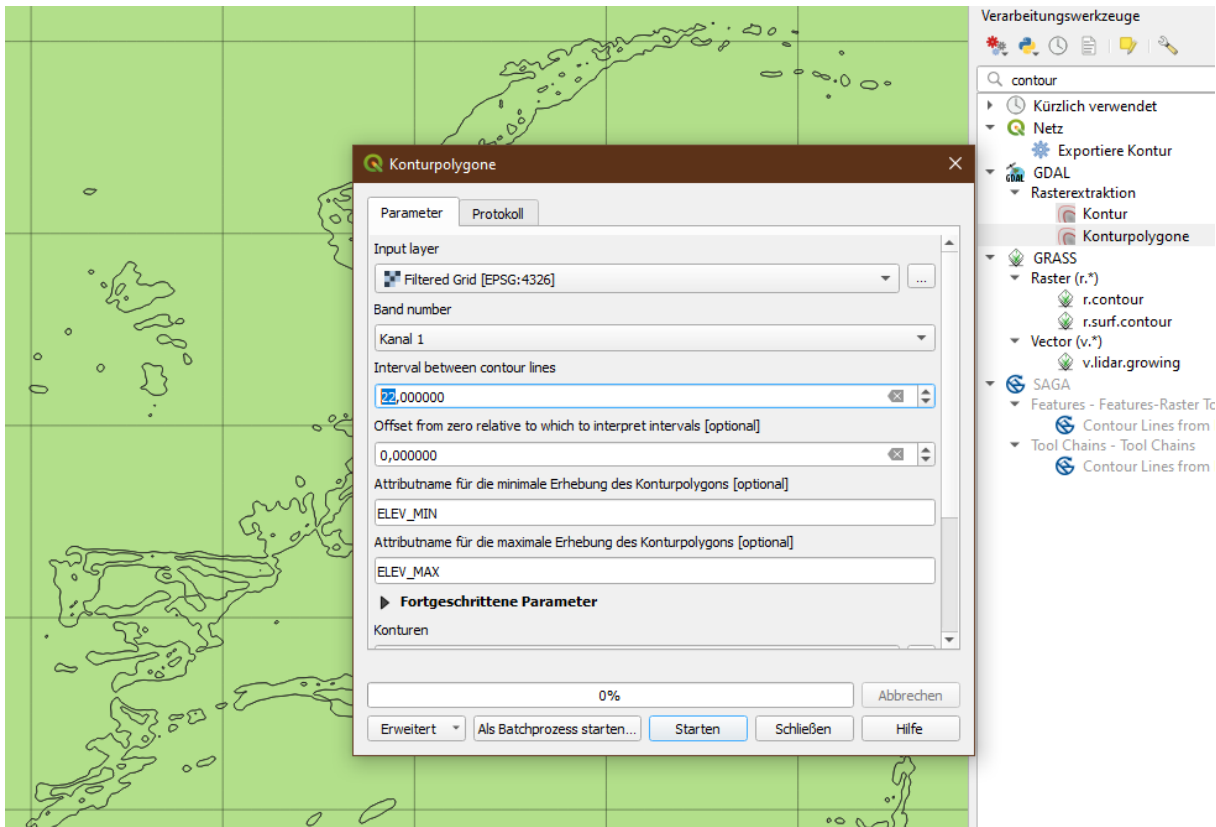 Verarbeitungswerkzeuge
contour
Kürzlich verwendet
Netz
Exportiere Kontur
GDAL
Rasterextraktion
Kontur
Konturpolygone
GRASS
Raster (r.*)
r.contour
r.surf.contour
Vector (v.*)
v.lidar.growing
SAGA
Features - Features-Raster To
Contour Lines from
Tool Chains - Tool Chains
Contour Lines from
Konturpolygone
Parameter
Protokoll
Input layer
Filtered Grid [EPSG:4326]
...
Band number
Kanal 1
Interval between contour lines
22,000000
Offset from zero relative to which to interpret intervals [optional]
0,000000
Attributname für die minimale Erhebung des Konturpolygons [optional]
ELEV_MIN
Attributname für die maximale Erhebung des Konturpolygons [optional]
ELEV_MAX
Fortgeschrittene Parameter
Konturen
0%
Abbrechen
Erweitert
Als Batchprozess starten...
Starten
Schließen
Hilfe